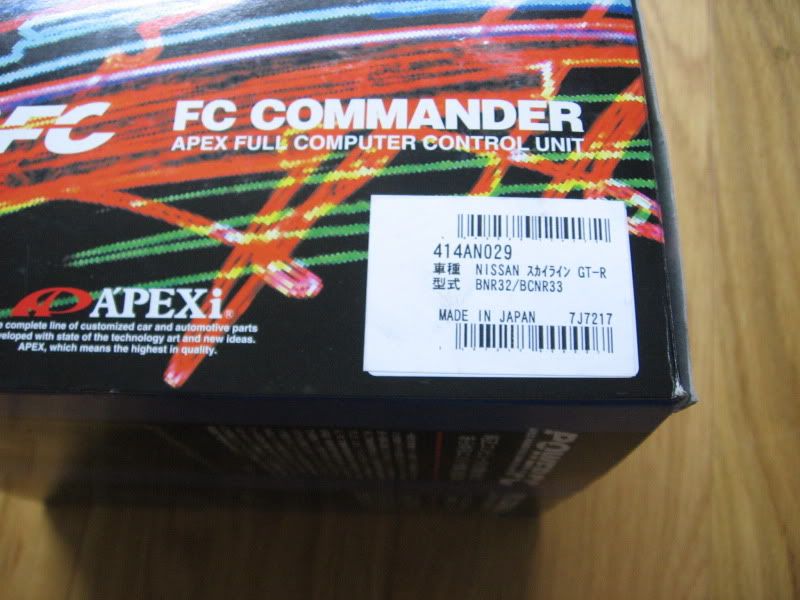 FC
FC COMMANDER
APEX FULL COMPUTER CONTROL UNIT
414AN029
車種 NISSAN スカイライン GT-R
型式 BNR32/BCNR33
MADE IN JAPAN 7J7217
A'PEXi®
complete line of customized car and automotive parts
developed with state of the technology art and new ideas.
APEX, which means the highest in quality.